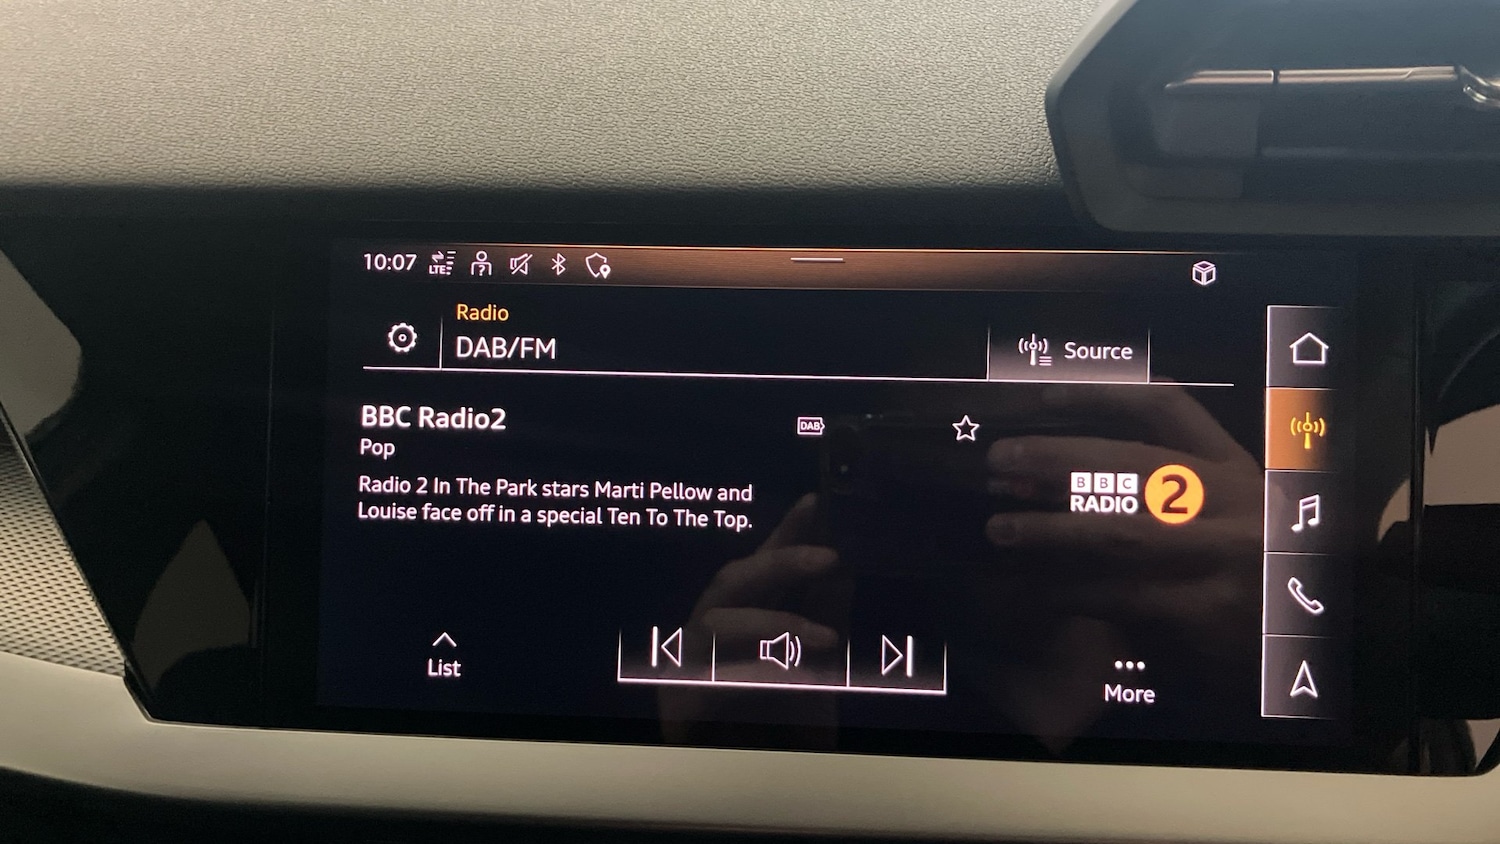 10:07
LTE
Radio
DAB/FM
Source
BBC Radio2
DAB
Pop
Radio 2 In The Park stars Marti Pellow and
Louise face off in a special Ten To The Top.
BBC
RADIO 2
List
More